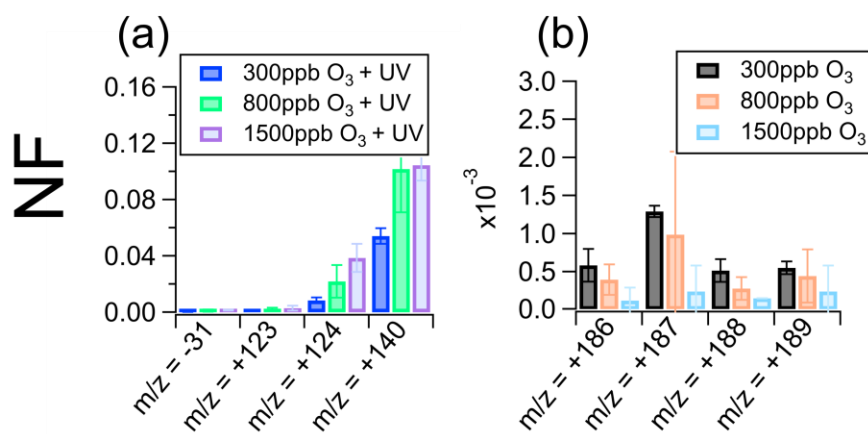 (a)
300ppb O₃ + UV
800ppb O₃ + UV
1500ppb O₃ + UV
NF
0.16
0.12
0.08
0.04
0.00
m/z = -31
m/z = +123
m/z = +124
m/z = +140
(b)
300ppb O₃
800ppb O₃
1500ppb O₃
x10⁻³
3.0
2.5
2.0
1.5
1.0
0.5
0.0
m/z = +186
m/z = +187
m/z = +188
m/z = +189